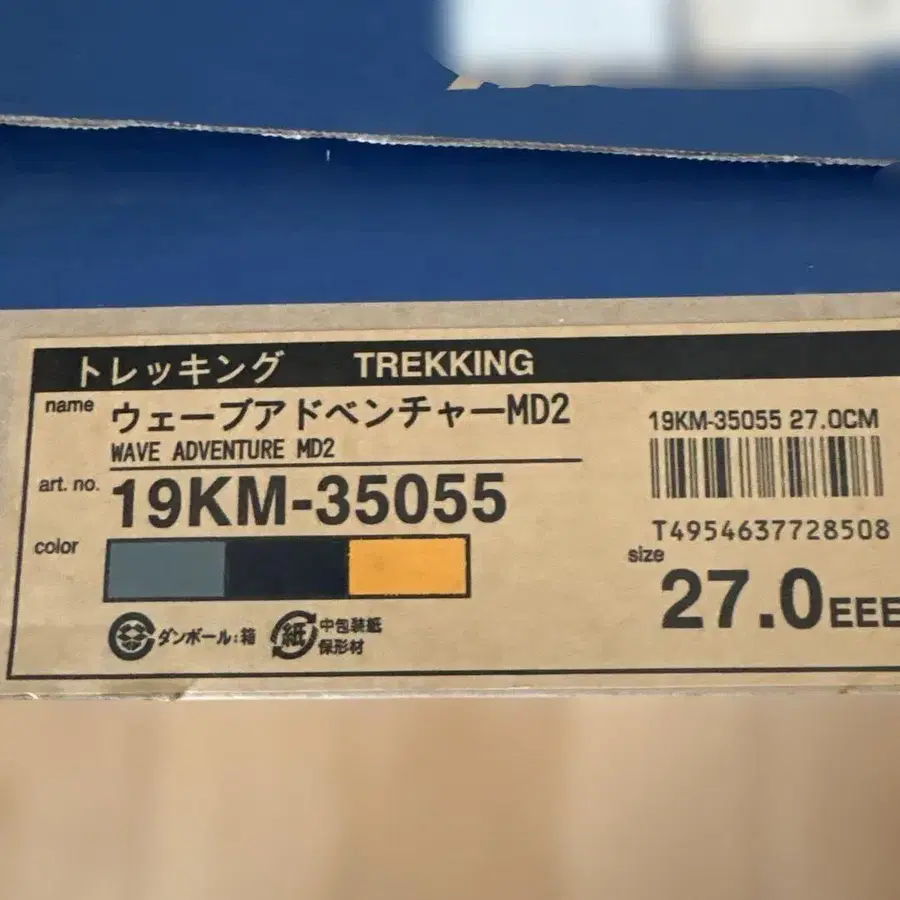 トレッキング TREKKING
name ウェーブアドベンチャーMD2
WAVE ADVENTURE MD2
art. no. 19KM-35055
color
ダンボール:箱 紙 中包装紙
保形材
19KM-35055 27.0CM
T4954637728508
size
27.0EEE